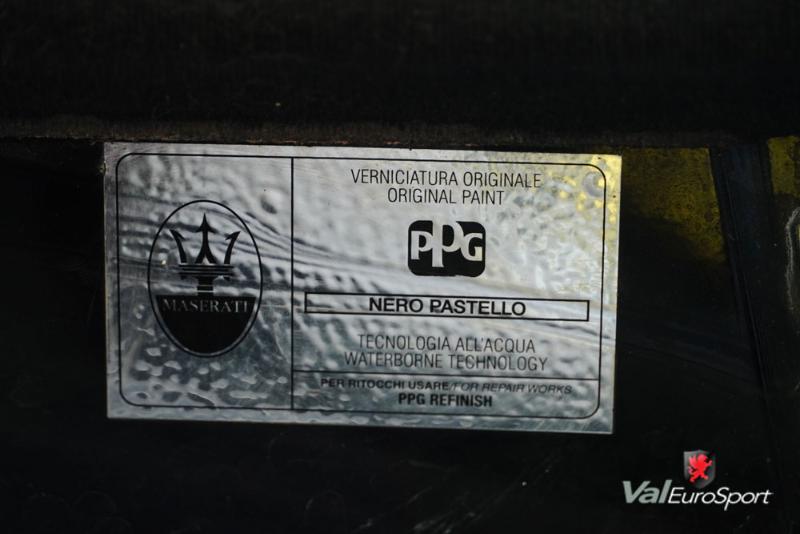 MASERATI
VERNICIATURA ORIGINALE
ORIGINAL PAINT
PPG
NERO PASTELLO
TECNOLOGIA ALL'ACQUA
WATERBORNE TECHNOLOGY
PER RITOCCHI USARE/FOR REPAIR WORKS
PPG REFINISH
ValEuroSport